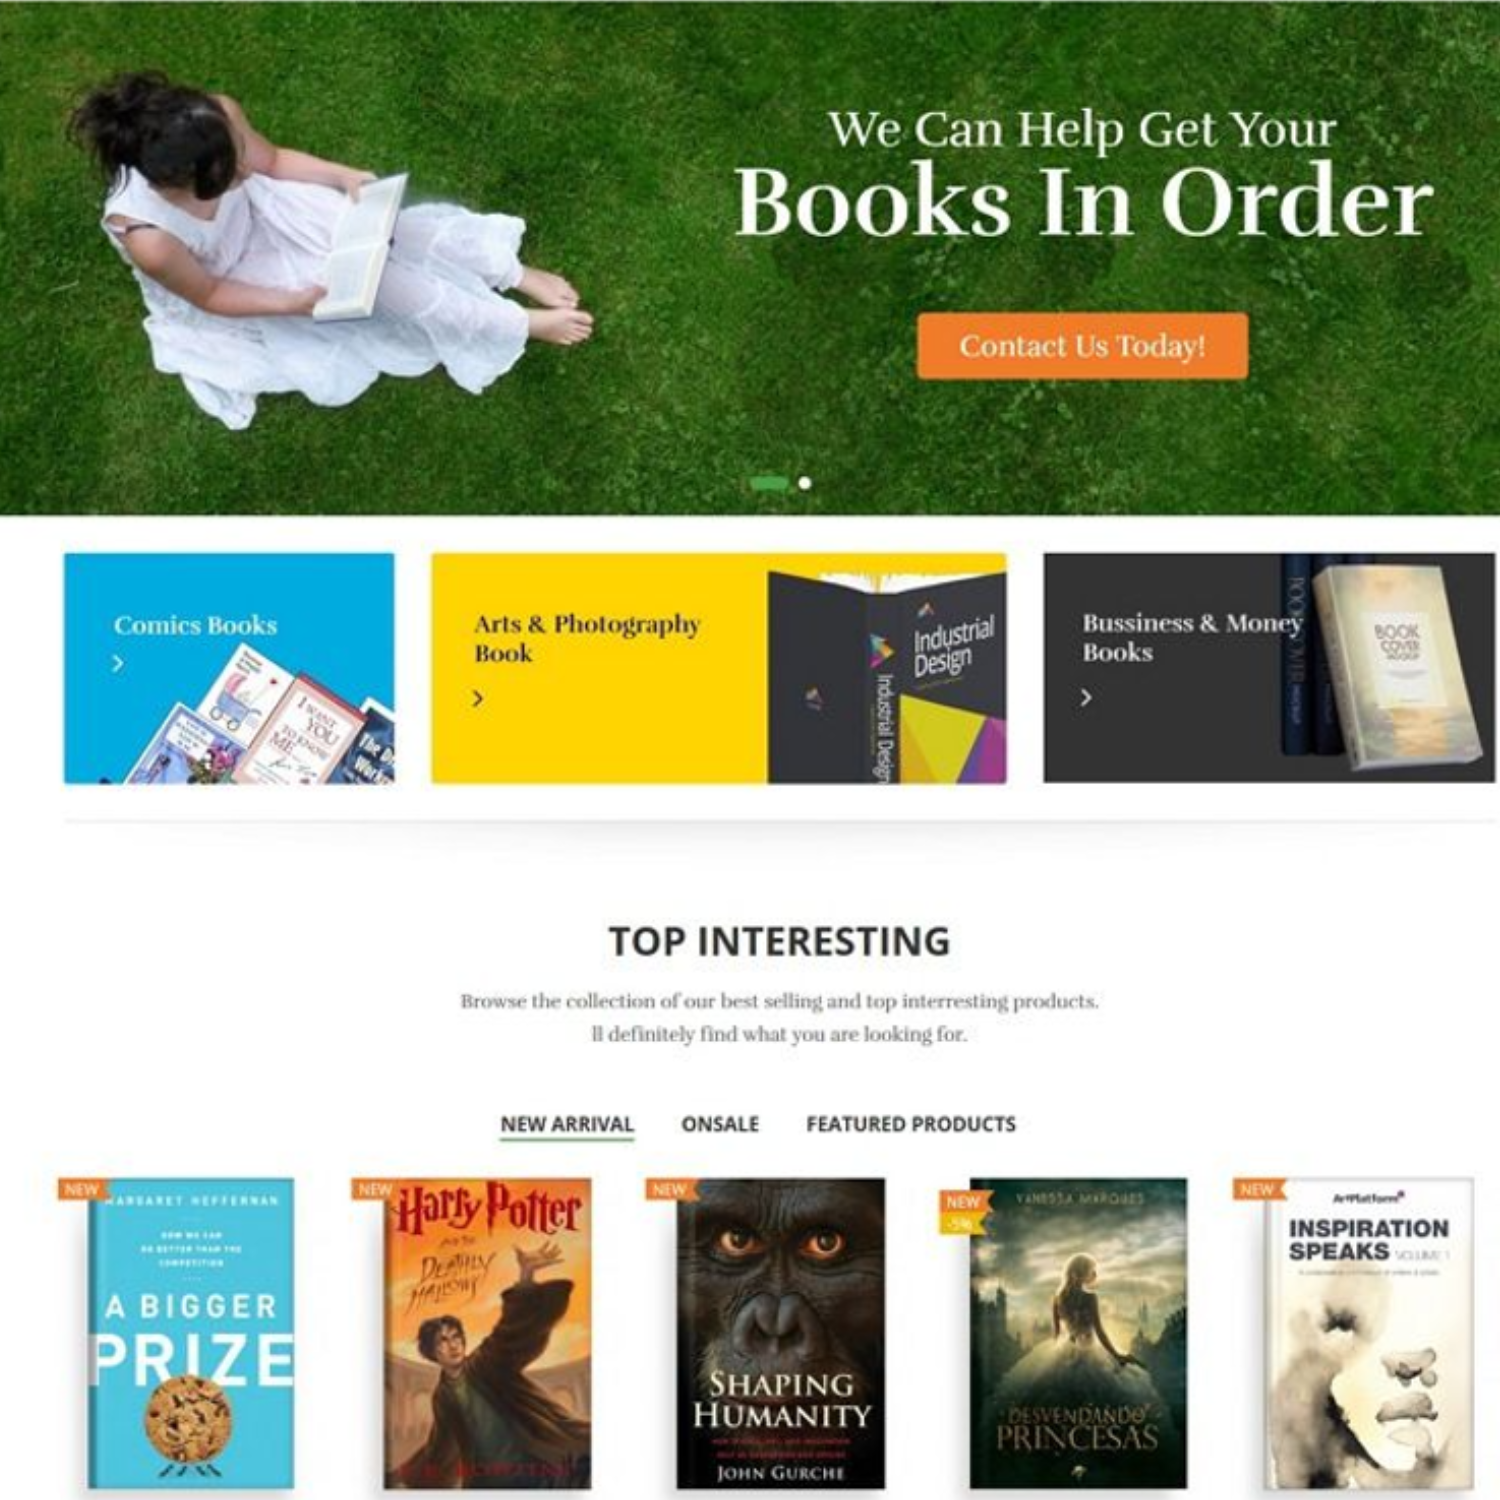 We Can Help Get Your
Books In Order
Contact Us Today!
Comics Books
I WANT
YOU
TO KNOW
ME
Arts & Photography
Book
Industrial
Design
Industrial Design
Bussiness & Money
Books
BOOK
COVER
MOCKUP
TOP INTERESTING
Browse the collection of our best selling and top interresting products.
ll definitely find what you are looking for.
NEW ARRIVAL
ONSALE
FEATURED PRODUCTS
NEW
MARGARET HEFFERNAN
HOW WE CAN
DO BETTER THAN THE
COMPETITION
A BIGGER
PRIZE
NEW
Harry Potter
AND THE
DEATHLY
HALLOWS
NEW
SHAPING
HUMANITY
JOHN GURCHE
NEW
-5%
VANESSA MARQUES
DESVENDANDO
PRINCESAS
NEW
ArtPlatform
INSPIRATION
SPEAKS VOLUME 1